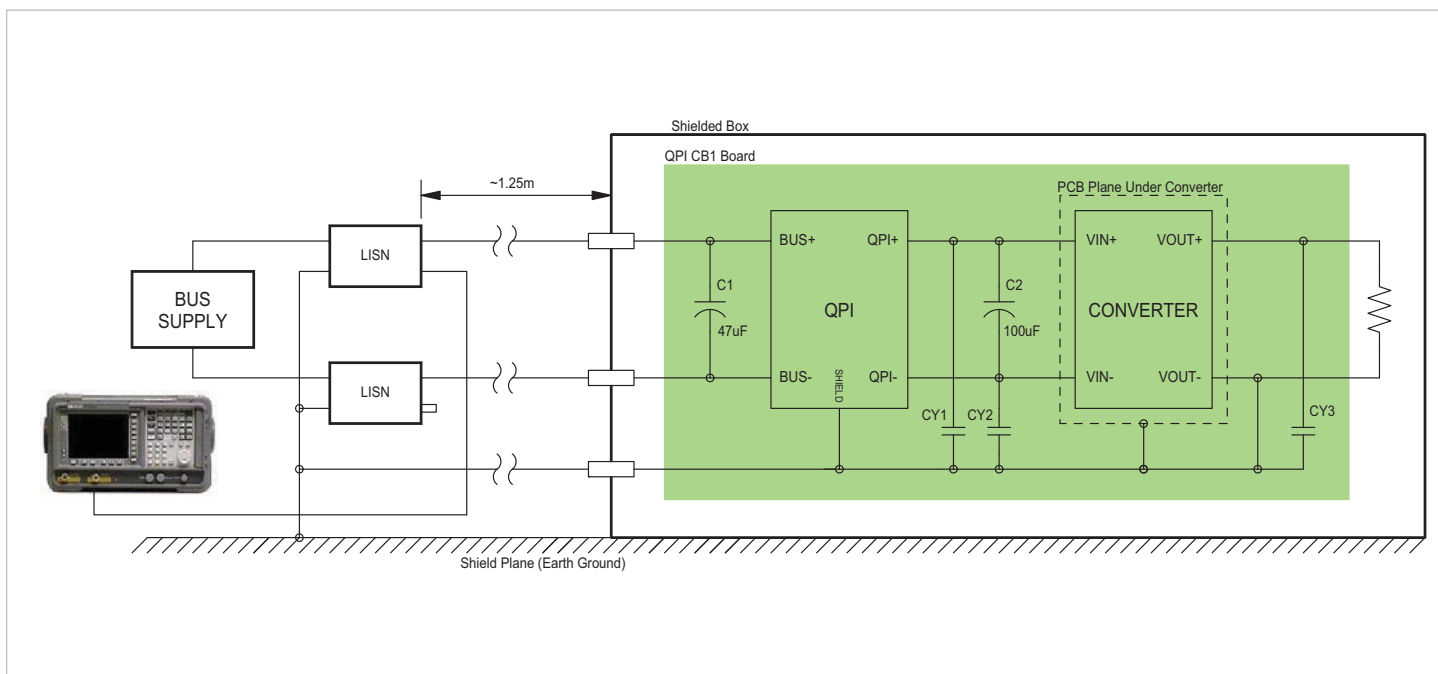 Shielded Box
QPI CB1 Board
~1.25m
PCB Plane Under Converter
LISN
BUS+
QPI+
VIN+
VOUT+
BUS
SUPPLY
C1
47uF
QPI
C2
100uF
CONVERTER
LISN
BUS-
SHIELD
QPI-
VIN-
VOUT-
CY1
CY2
CY3
Shield Plane (Earth Ground)